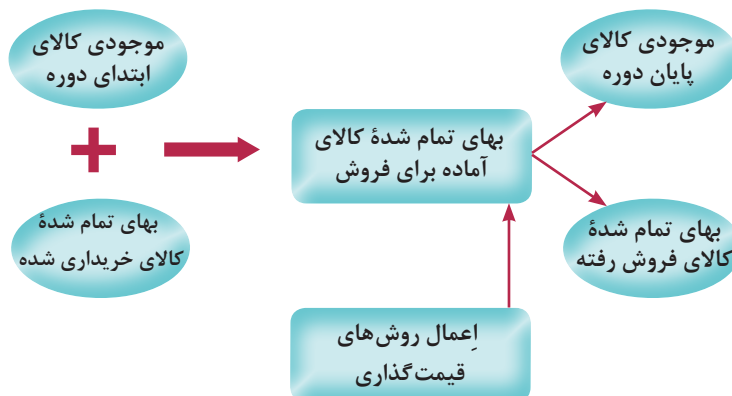 موجودی کالای
ابتدای دوره
بهای تمام شدهٔ
کالای خریداری شده
بهای تمام شدهٔ کالای
آماده برای فروش
اِعمال روش‌های
قیمت‌گذاری
موجودی کالای
پایان دوره
بهای تمام شدهٔ
کالای فروش رفته